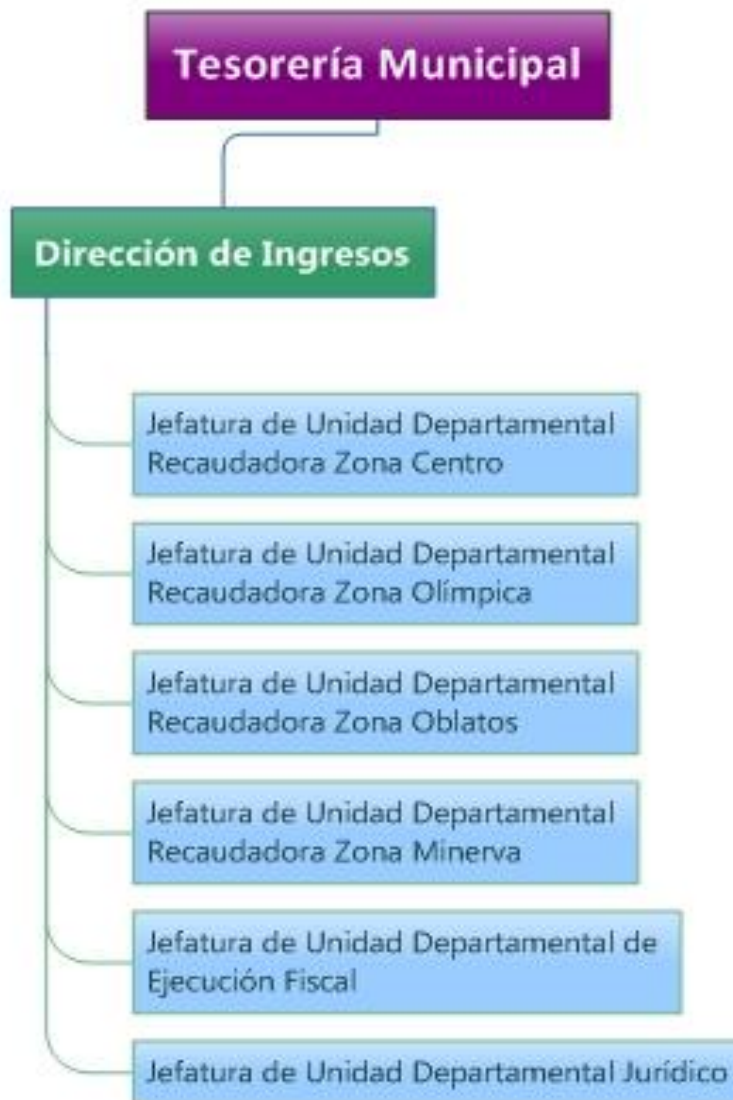 Tesorería Municipal
Dirección de Ingresos
Jefatura de Unidad Departamental
Recaudadora Zona Centro
Jefatura de Unidad Departamental
Recaudadora Zona Olímpica
Jefatura de Unidad Departamental
Recaudadora Zona Oblatos
Jefatura de Unidad Departamental
Recaudadora Zona Minerva
Jefatura de Unidad Departamental de
Ejecución Fiscal
Jefatura de Unidad Departamental Jurídico